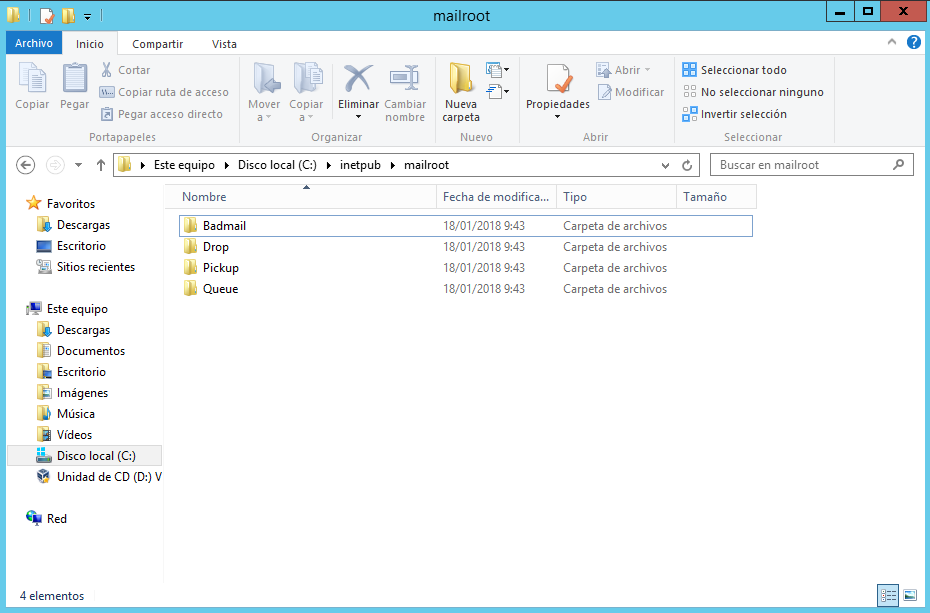 mailroot
Archivo Inicio Compartir Vista
Copiar
Pegar
Cortar
Copiar ruta de acceso
Pegar acceso directo
Portapapeles
Mover a
Copiar a
Eliminar
Cambiar nombre
Organizar
Nueva carpeta
Nuevo
Propiedades
Abrir
Modificar
Abrir
Seleccionar todo
No seleccionar ninguno
Invertir selección
Seleccionar
Este equipo Disco local (C:) inetpub mailroot
Buscar en mailroot
Favoritos
Descargas
Escritorio
Sitios recientes
Este equipo
Descargas
Documentos
Escritorio
Imágenes
Música
Vídeos
Disco local (C:)
Unidad de CD (D:) V
Red
Nombre Fecha de modifica... Tipo Tamaño
Badmail 18/01/2018 9:43 Carpeta de archivos
Drop 18/01/2018 9:43 Carpeta de archivos
Pickup 18/01/2018 9:43 Carpeta de archivos
Queue 18/01/2018 9:43 Carpeta de archivos
4 elementos